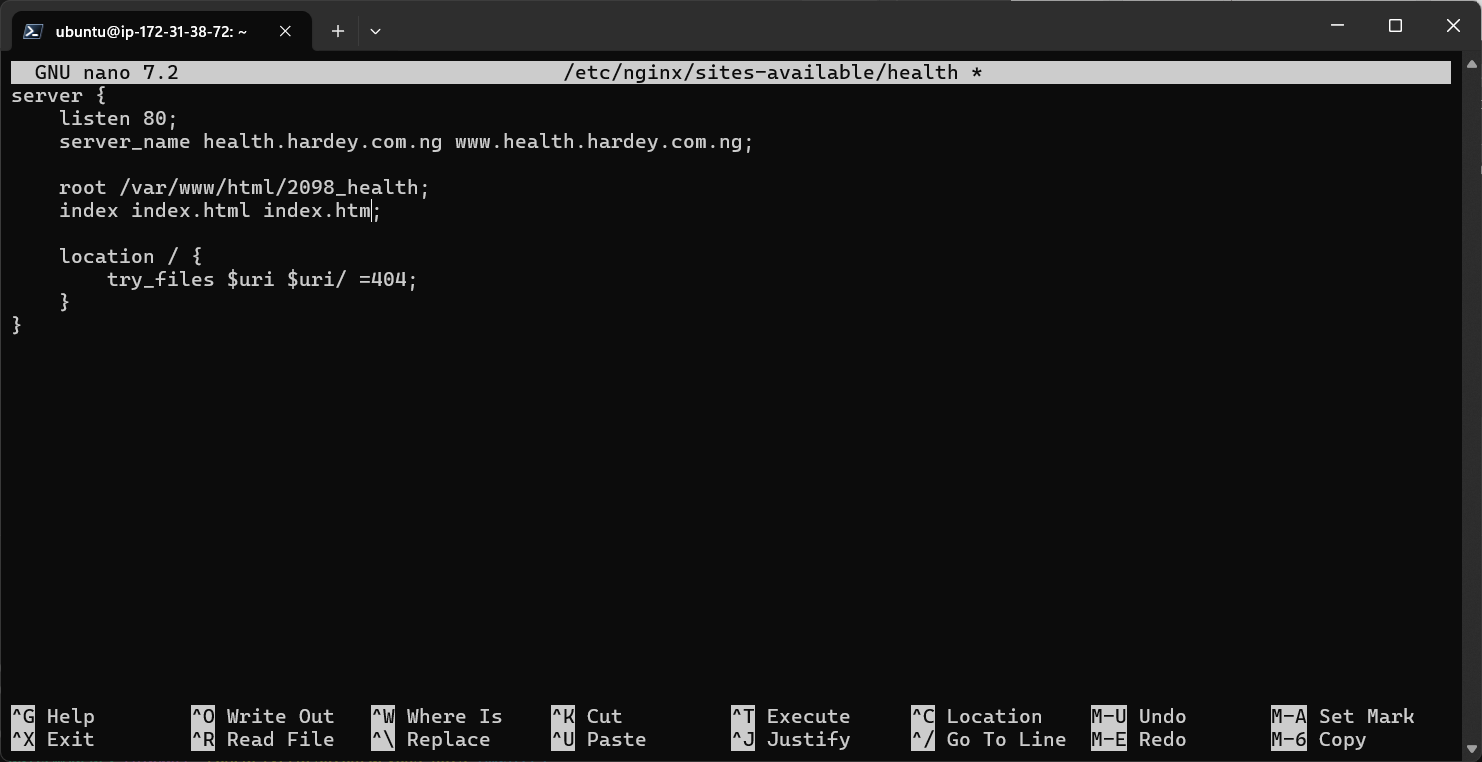 ubuntu@ip-172-31-38-72: ~
GNU nano 7.2 /etc/nginx/sites-available/health *
server {
    listen 80;
    server_name health.hardey.com.ng www.health.hardey.com.ng;

    root /var/www/html/2098_health;
    index index.html index.htm;

    location / {
        try_files $uri $uri/ =404;
    }
}
^G Help ^O Write Out ^W Where Is ^K Cut ^T Execute ^C Location M-U Undo M-A Set Mark
^X Exit ^R Read File ^\ Replace ^U Paste ^J Justify ^/ Go To Line M-E Redo M-6 Copy